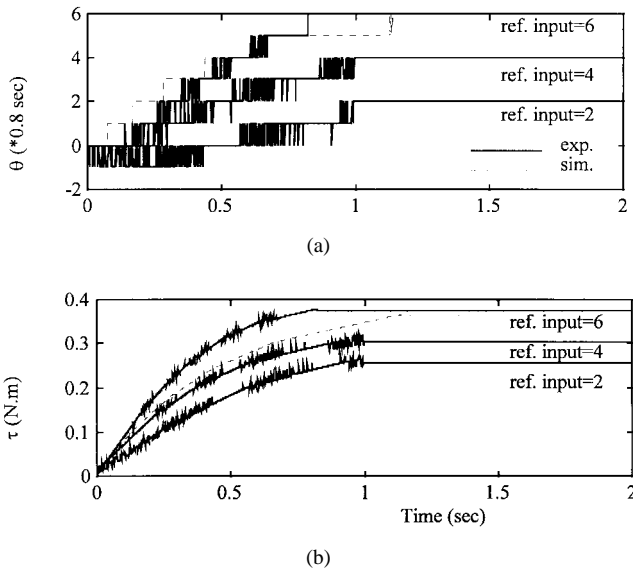 6
ref. input=6
4
ref. input=4
2
ref. input=2
0
exp.
sim.
-2
θ (*0.8 sec)
0
0.5
1
1.5
2
(a)
0.4
ref. input=6
0.3
ref. input=4
ref. input=2
0.2
0.1
0
τ (N.m)
0
0.5
1
1.5
2
Time (sec)
(b)